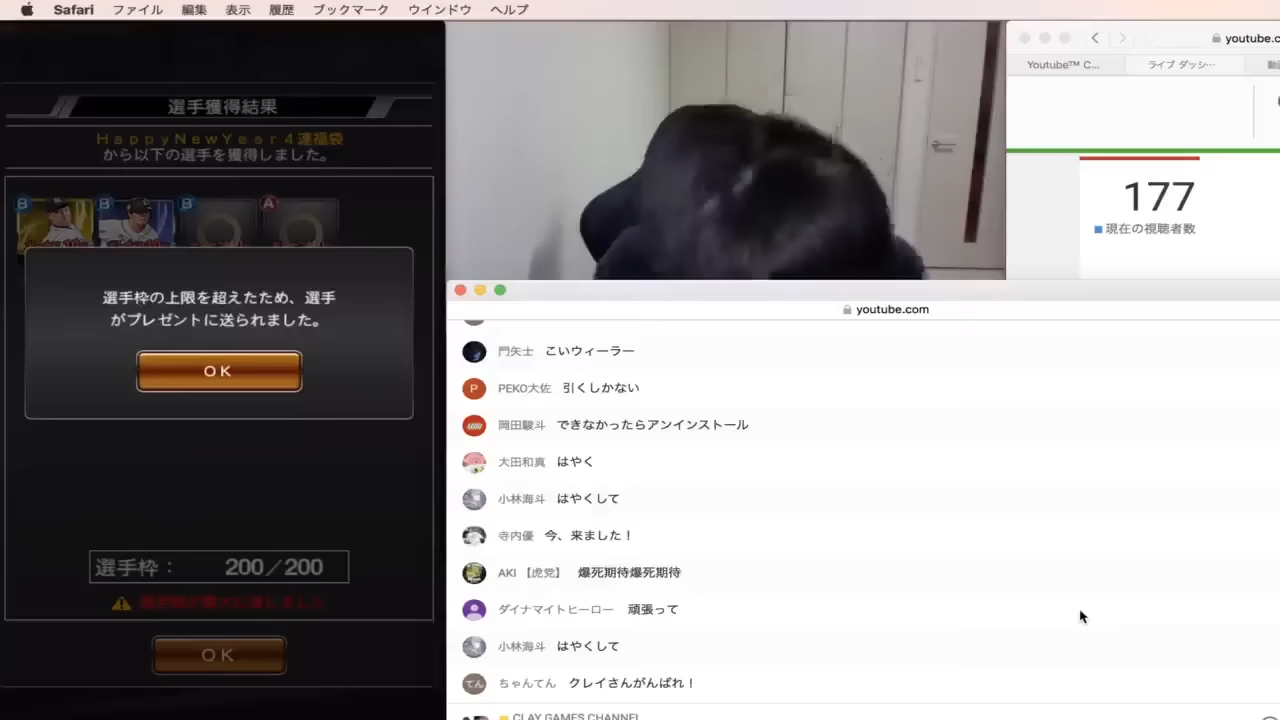 Safari ファイル 編集 表示 履歴 ブックマーク ウインドウ ヘルプ
選手獲得結果
HappyNewYear4連福袋
から以下の選手を獲得しました。
B B B A
選手枠の上限を超えたため、選手
がプレゼントに送られました。
OK
選手枠： 200／200
OK
youtube.c
Youtube™ C...
ライブ ダッシ…
177
現在の視聴者数
youtube.com
門矢士 こいウィーラー
P PEKO大佐 引くしかない
岡田駿斗 できなかったらアンインストール
大田和真 はやく
小林海斗 はやくして
寺内優 今、来ました！
AKI 【虎党】 爆死期待爆死期待
ダイナマイトヒーロー 頑張って
小林海斗 はやくして
てん ちゃんてん クレイさんがんばれ！
CLAY GAMES CHANNEL